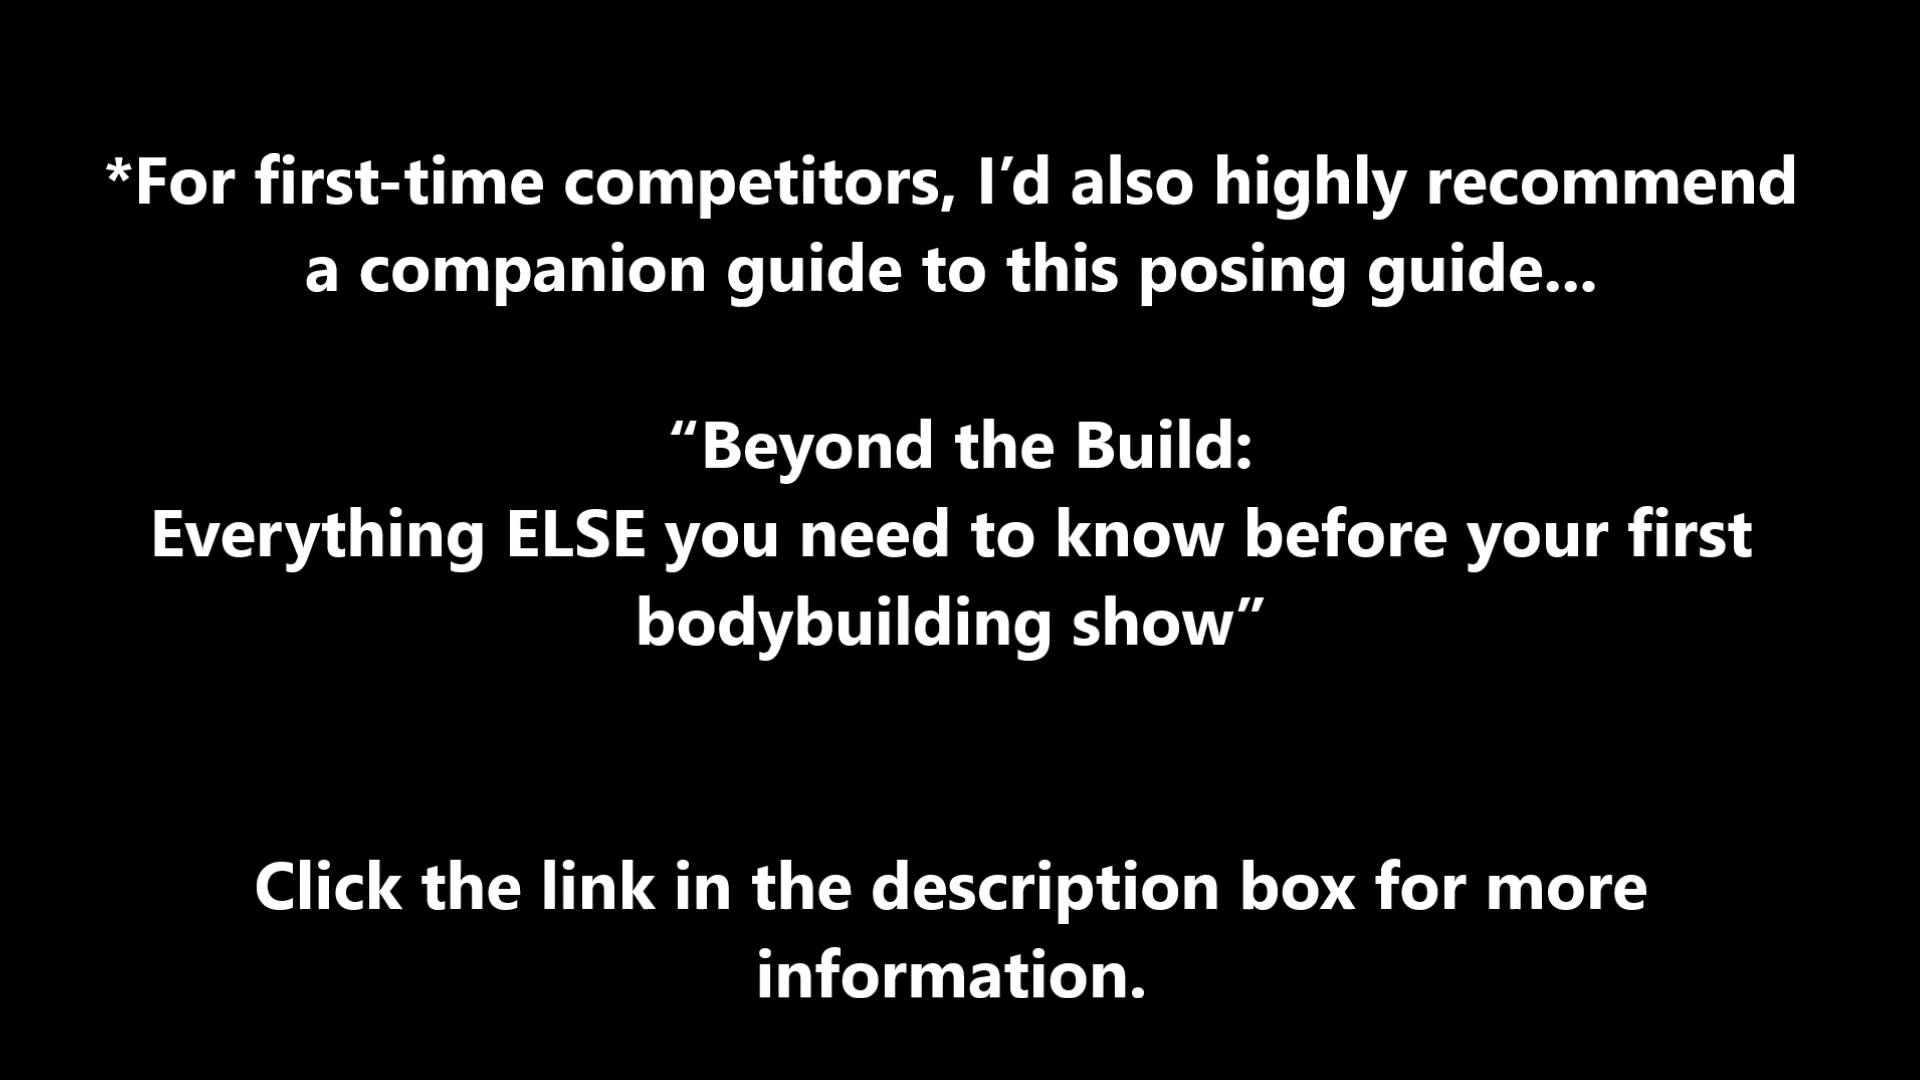 *For first-time competitors, I’d also highly recommend
a companion guide to this posing guide...
“Beyond the Build:
Everything ELSE you need to know before your first
bodybuilding show”
Click the link in the description box for more
information.